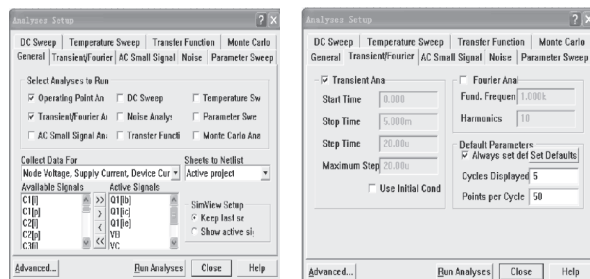 Analyses Setup
DC Sweep Temperature Sweep Transfer Function Monte Carlo
General Transient/Fourier AC Small Signal Noise Parameter Sweep
Select Analyses to Run
Operating Point An DC Sweep Temperature Sw
Transient/Fourier Ar Noise Analys Parameter Swe
AC Small Signal An Transfer Functi Monte Carlo Ana
Collect Data For Sheets to Netlist
Node Voltage, Supply Current, Device Cur Active project
Available Signals Active Signals
C1[i] >> Q1[ib]
C1[p] > Q1[ic]
C2[i] < Q1[ie]
C2[p] << VB
C3[i] VC
SimView Setup
Keep last se
Show active si
Advanced... Run Analyses Close Help
Analyses Setup
DC Sweep Temperature Sweep Transfer Function Monte Carlo
General Transient/Fourier AC Small Signal Noise Parameter Sweep
Transient Ana
Start Time 0.000
Stop Time 5.000m
Step Time 20.00u
Maximum Step 20.00u
Use Initial Cond
Fourier Anal
Fund. Frequen 1.000k
Harmonics 10
Default Parameters
Always set def Set Defaults
Cycles Displayed 5
Points per Cycle 50
Advanced... Run Analyses Close Help